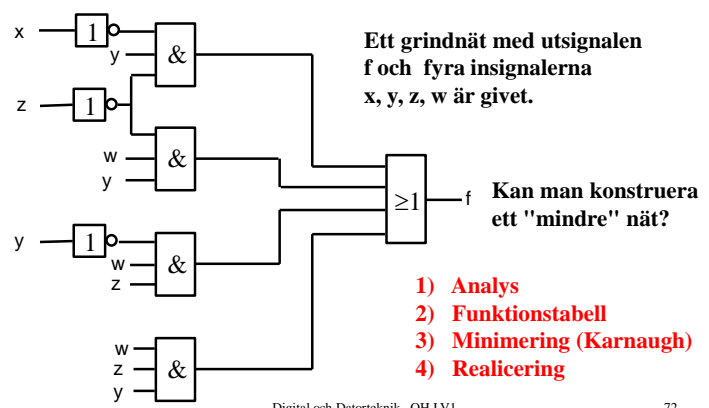 x
1
y
&
z
1
w
y
&
y
1
w
z
&
w
z
y
&
≥1
f
Ett grindnät med utsignalen
f och fyra insignalerna
x, y, z, w är givet.
Kan man konstruera
ett "mindre" nät?
1) Analys
2) Funktionstabell
3) Minimering (Karnaugh)
4) Realicering